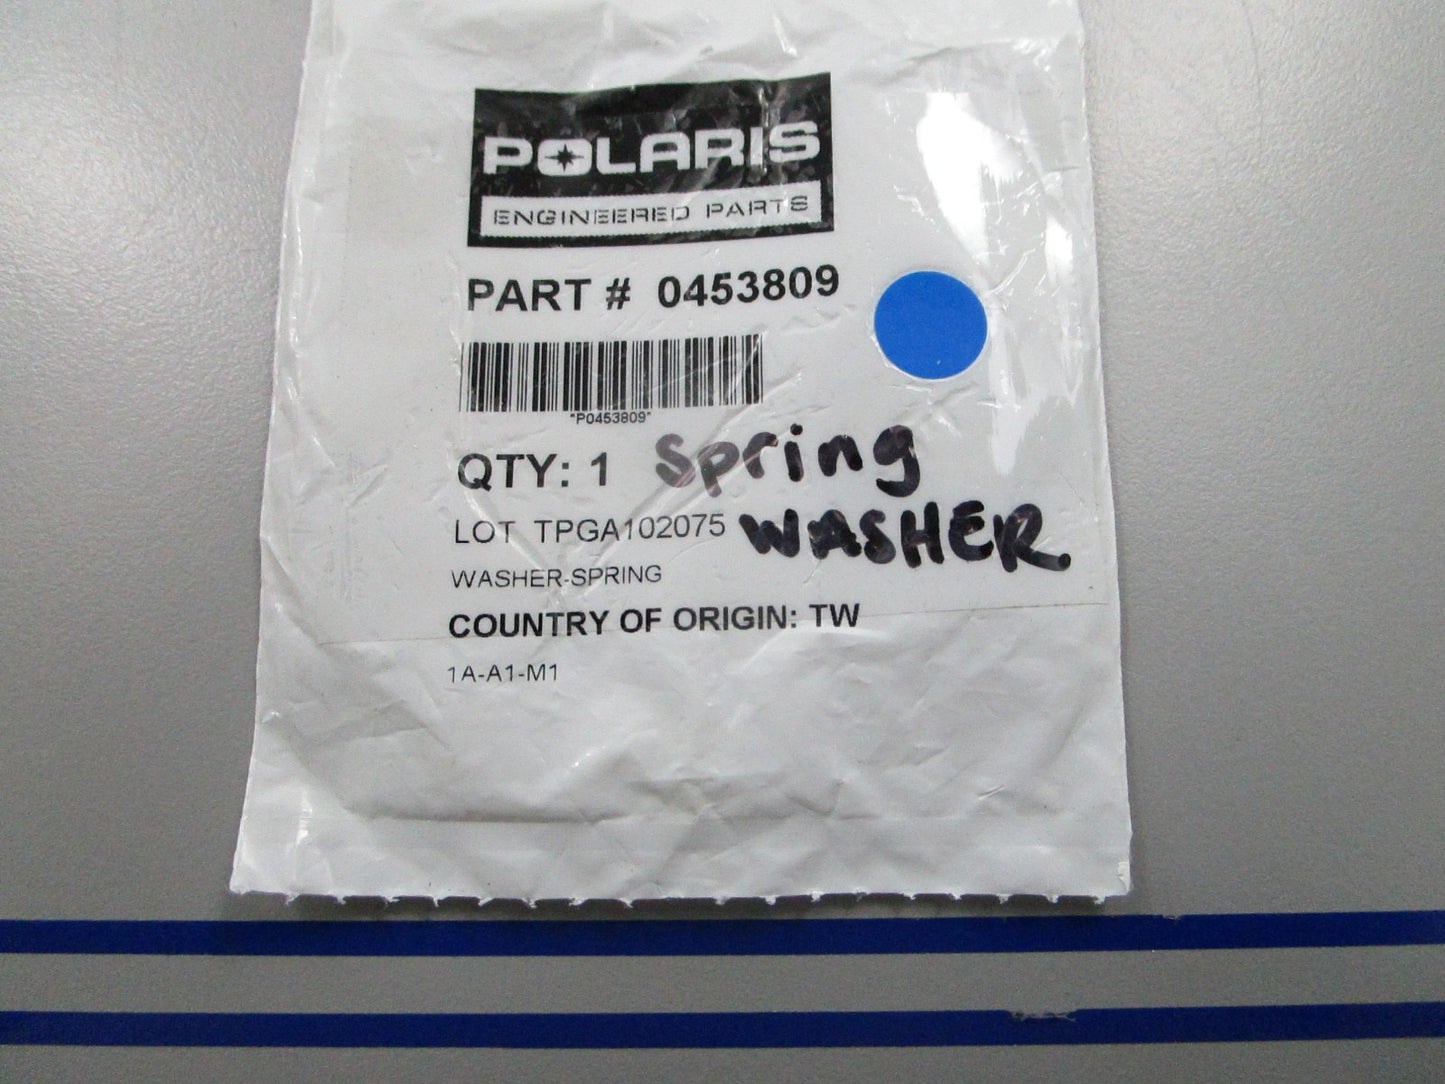 POLARIS
ENGINEERED PARTS
PART # 0453809
*P0453809*
QTY: 1 Spring
LOT TPGA102075 WASHER
WASHER-SPRING
COUNTRY OF ORIGIN: TW
1A-A1-M1